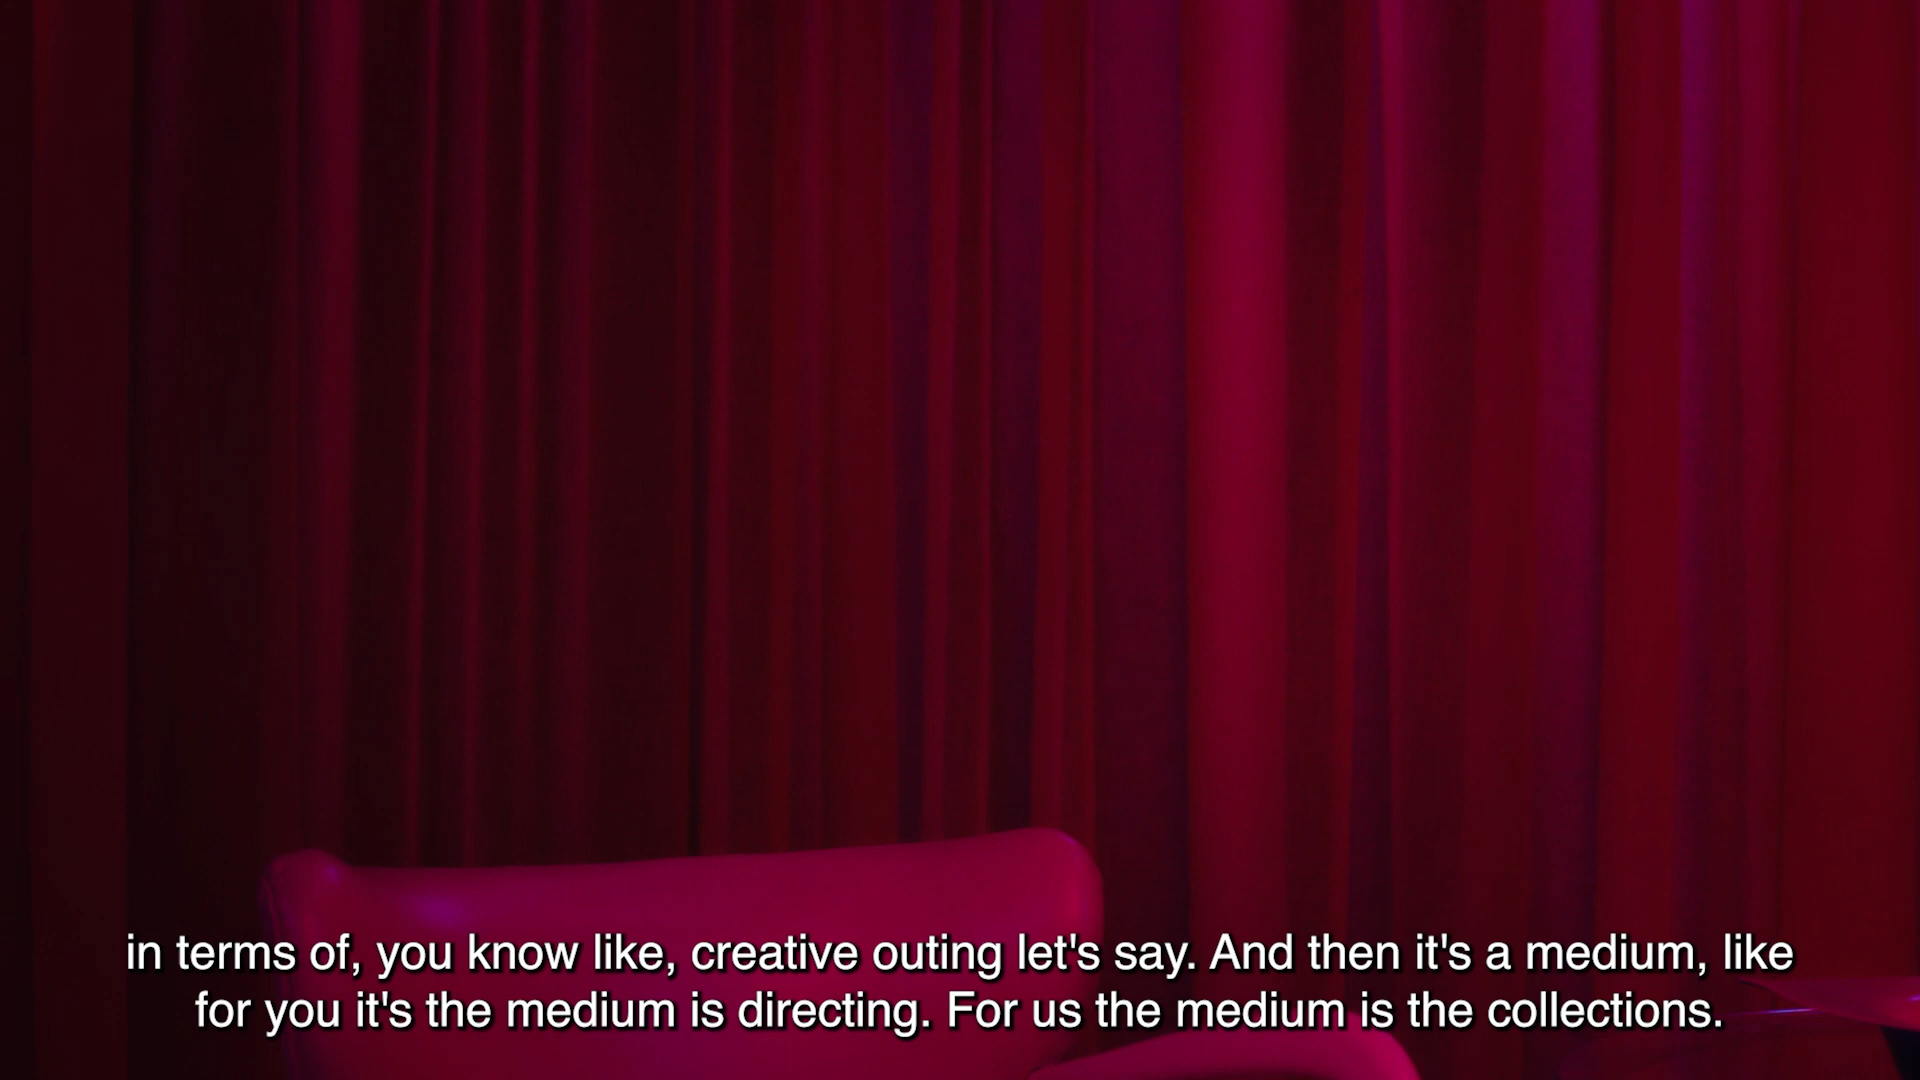 in terms of, you know like, creative outing let's say. And then it's a medium, like
for you it's the medium is directing. For us the medium is the collections.